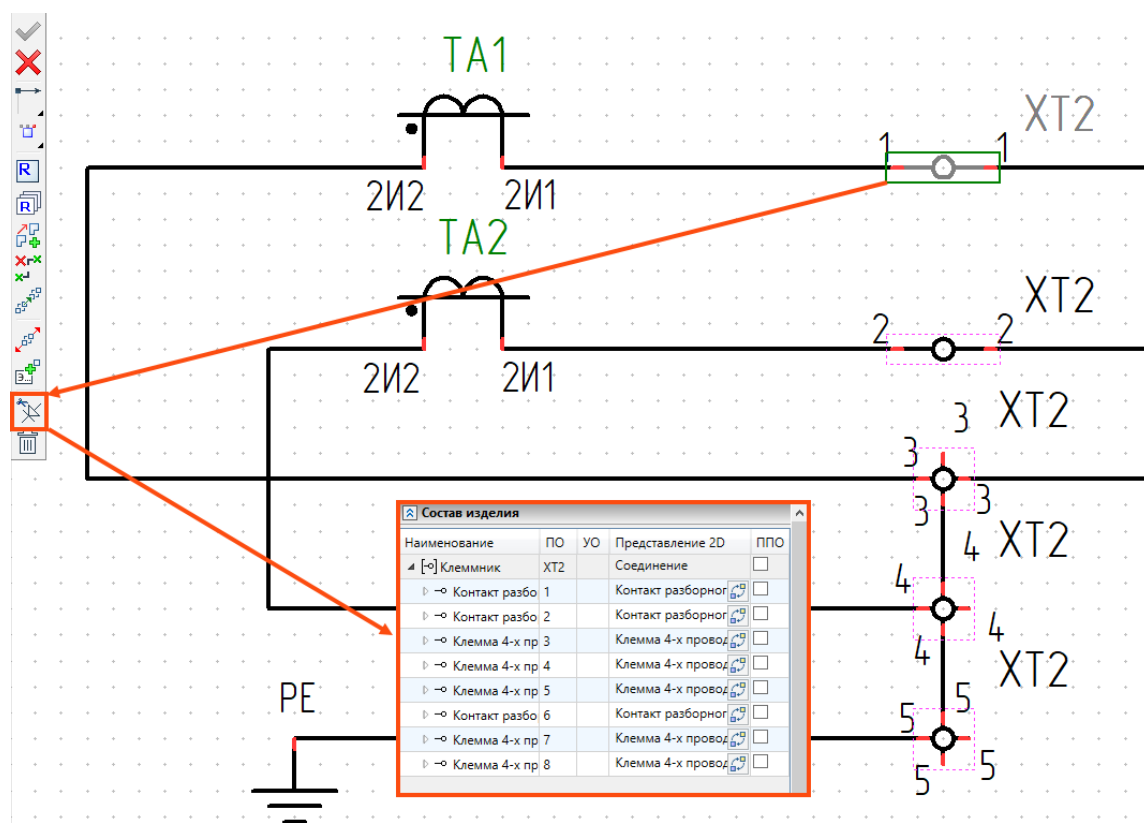 TA1
XT2
1 1
2И2 2И1
TA2
XT2
2 2
2И2 2И1
XT2
3
3
3
3
XT2
4
4
4
4
XT2
5
5
5
5
PE
R
R
Э...
Состав изделия
Наименование ПО УО Представление 2D ППО
Клеммник XT2 Соединение
Контакт разбо 1 Контакт разборног
Контакт разбо 2 Контакт разборног
Клемма 4-х пр 3 Клемма 4-х провод
Клемма 4-х пр 4 Клемма 4-х провод
Клемма 4-х пр 5 Клемма 4-х провод
Контакт разбо 6 Контакт разборног
Клемма 4-х пр 7 Клемма 4-х провод
Клемма 4-х пр 8 Клемма 4-х провод